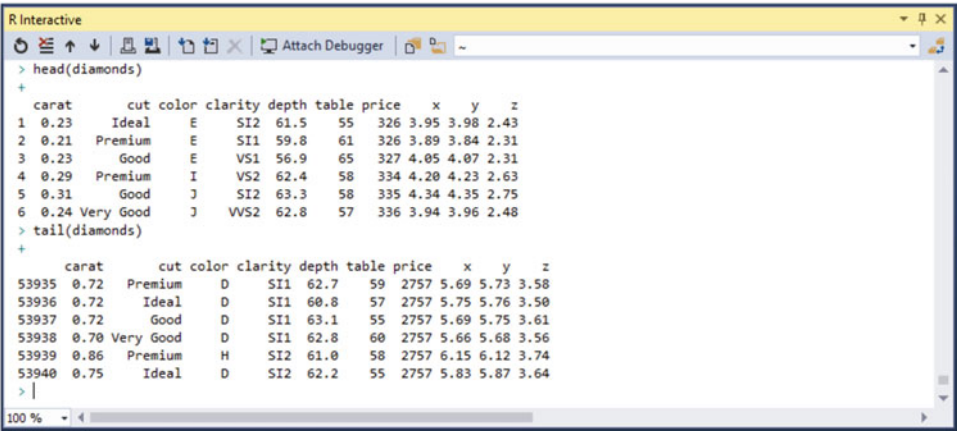 R Interactive
Attach Debugger ~
> head(diamonds)
+
  carat       cut color clarity depth table price    x    y    z
1  0.23     Ideal     E     SI2  61.5    55   326 3.95 3.98 2.43
2  0.21   Premium     E     SI1  59.8    61   326 3.89 3.84 2.31
3  0.23      Good     E     VS1  56.9    65   327 4.05 4.07 2.31
4  0.29   Premium     I     VS2  62.4    58   334 4.20 4.23 2.63
5  0.31      Good     J     SI2  63.3    58   335 4.34 4.35 2.75
6  0.24 Very Good     J    VVS2  62.8    57   336 3.94 3.96 2.48
> tail(diamonds)
+
      carat       cut color clarity depth table price    x    y    z
53935  0.72   Premium     D     SI1  62.7    59  2757 5.69 5.73 3.58
53936  0.72     Ideal     D     SI1  60.8    57  2757 5.75 5.76 3.50
53937  0.72      Good     D     SI1  63.1    55  2757 5.69 5.75 3.61
53938  0.70 Very Good     D     SI1  62.8    60  2757 5.66 5.68 3.56
53939  0.86   Premium     H     SI2  61.0    58  2757 6.15 6.12 3.74
53940  0.75     Ideal     D     SI2  62.2    55  2757 5.83 5.87 3.64
>
100 %